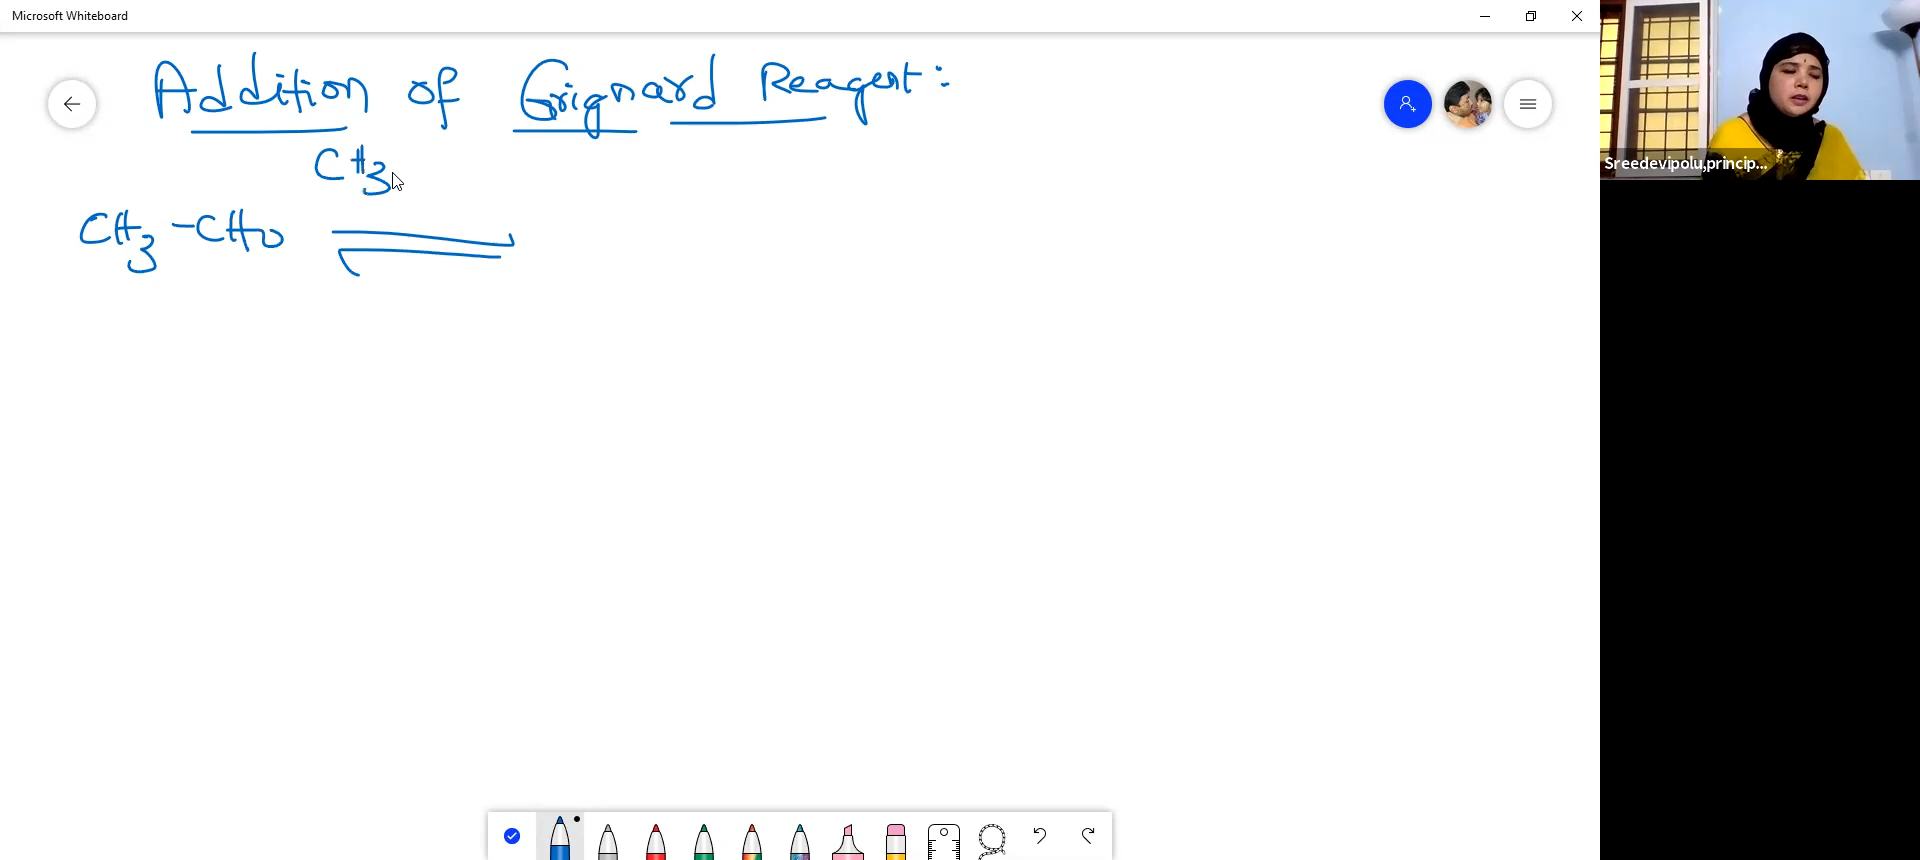 Microsoft Whiteboard
Addition of Grignard Reagent:
CH3
CH3-CHO
Sreedevipolu,princip...